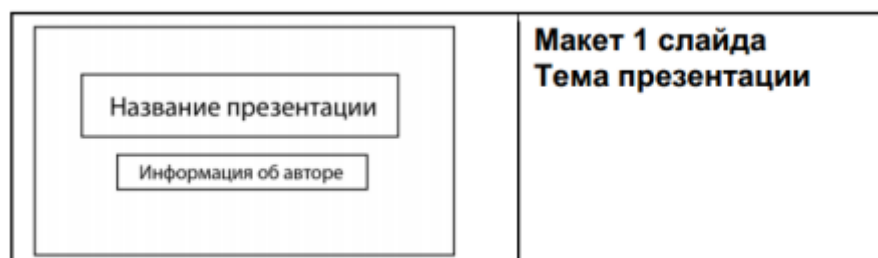 Название презентации
Информация об авторе
Макет 1 слайда
Тема презентации